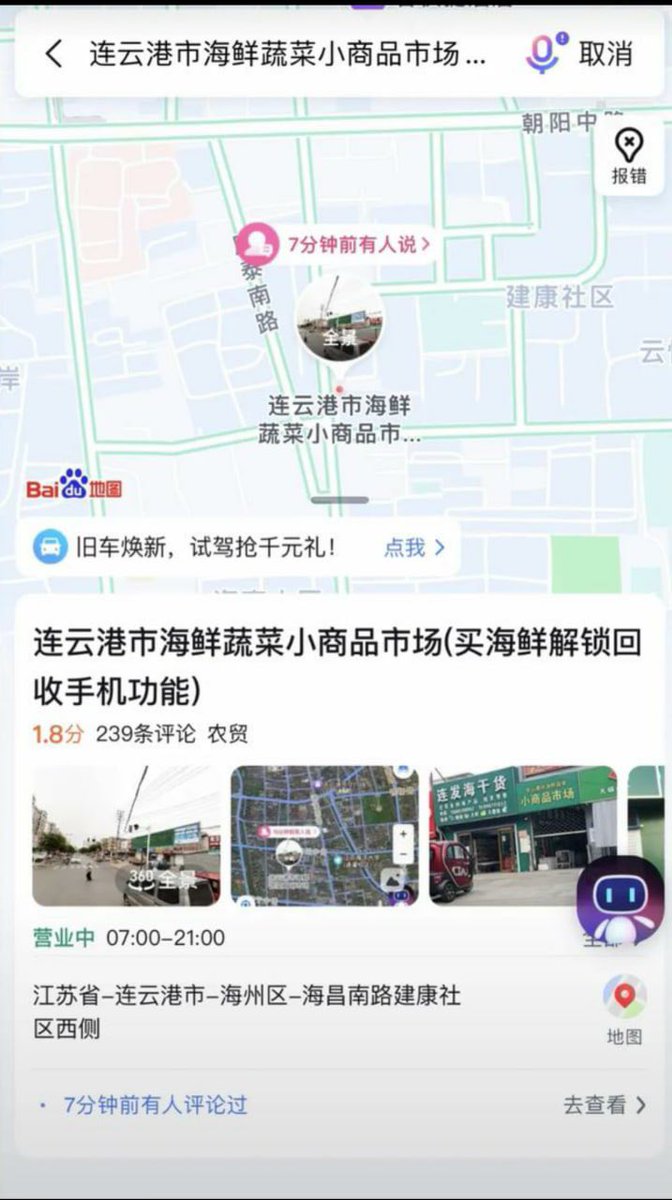 连云港市海鲜蔬菜小商品市场...
取消
朝阳中路
报错
7分钟前有人说>
泰南路
建康社区
全景
连云港市海鲜
蔬菜小商品市...
Bai du 地图
旧车焕新，试驾抢千元礼！
点我 >
连云港市海鲜蔬菜小商品市场(买海鲜解锁回
收手机功能)
1.8分 239条评论 农贸
360 全景
连发海干货
小商品市场
营业中 07:00-21:00
全部
江苏省-连云港市-海州区-海昌南路建康社
区西侧
地图
· 7分钟前有人评论过
去查看 >